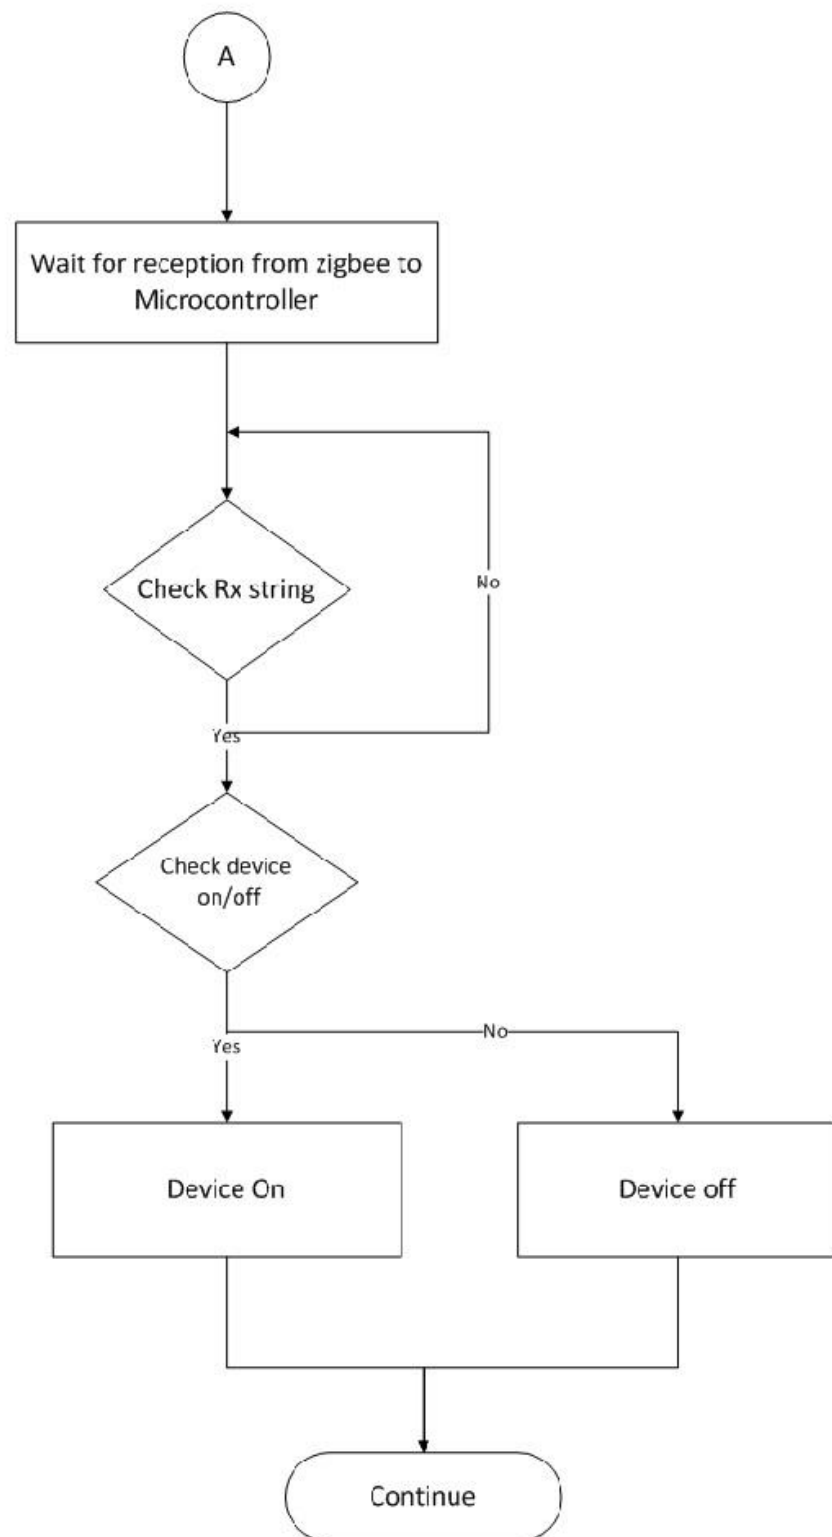 A
Wait for reception from zigbee to
Microcontroller
Check Rx string
No
Yes
Check device
on/off
No
Yes
Device On
Device off
Continue